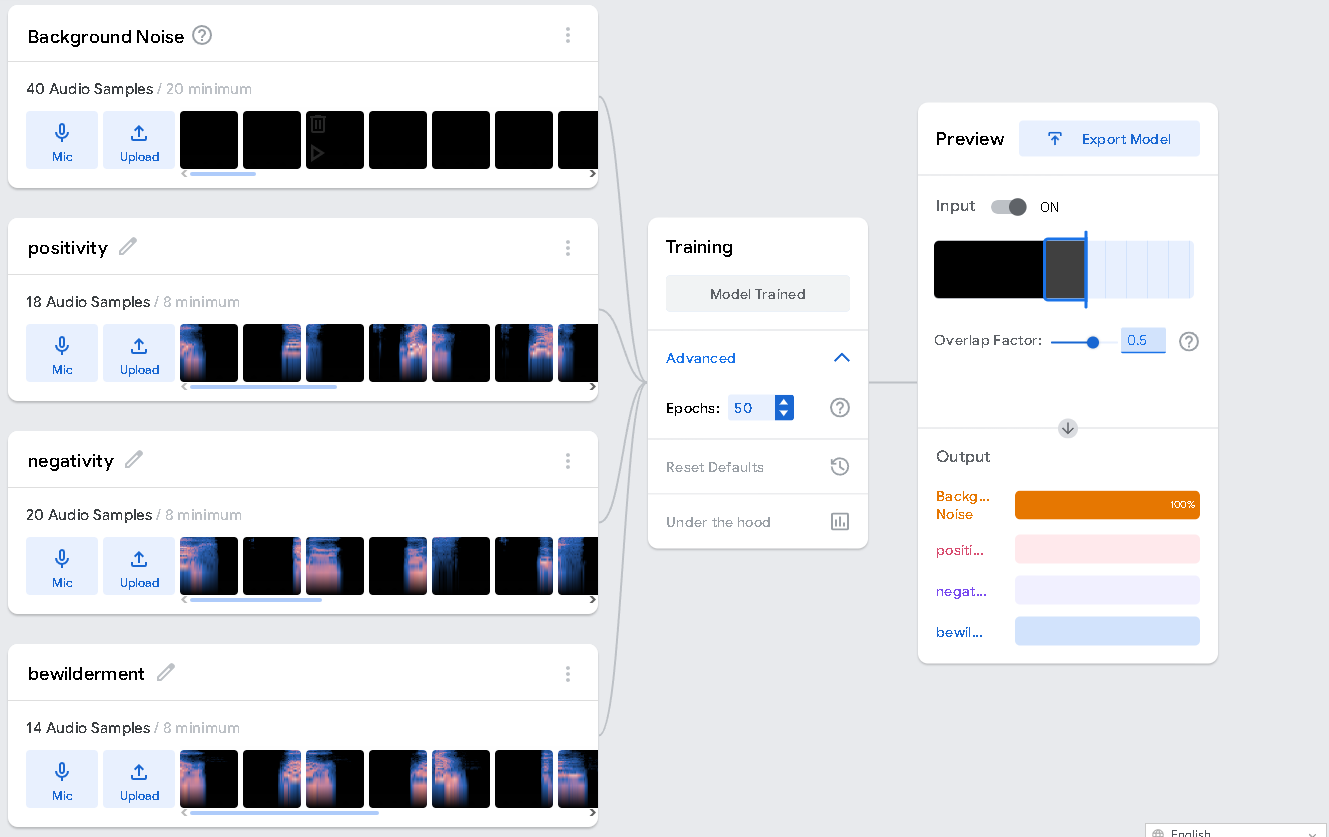 Background Noise
40 Audio Samples / 20 minimum
Mic
Upload
positivity
18 Audio Samples / 8 minimum
Mic
Upload
negativity
20 Audio Samples / 8 minimum
Mic
Upload
bewilderment
14 Audio Samples / 8 minimum
Mic
Upload
Training
Model Trained
Advanced
Epochs: 50
Reset Defaults
Under the hood
Preview
Export Model
Input ON
Overlap Factor: 0.5
Output
Backg...
Noise
100%
positi...
negat...
bewil...
English